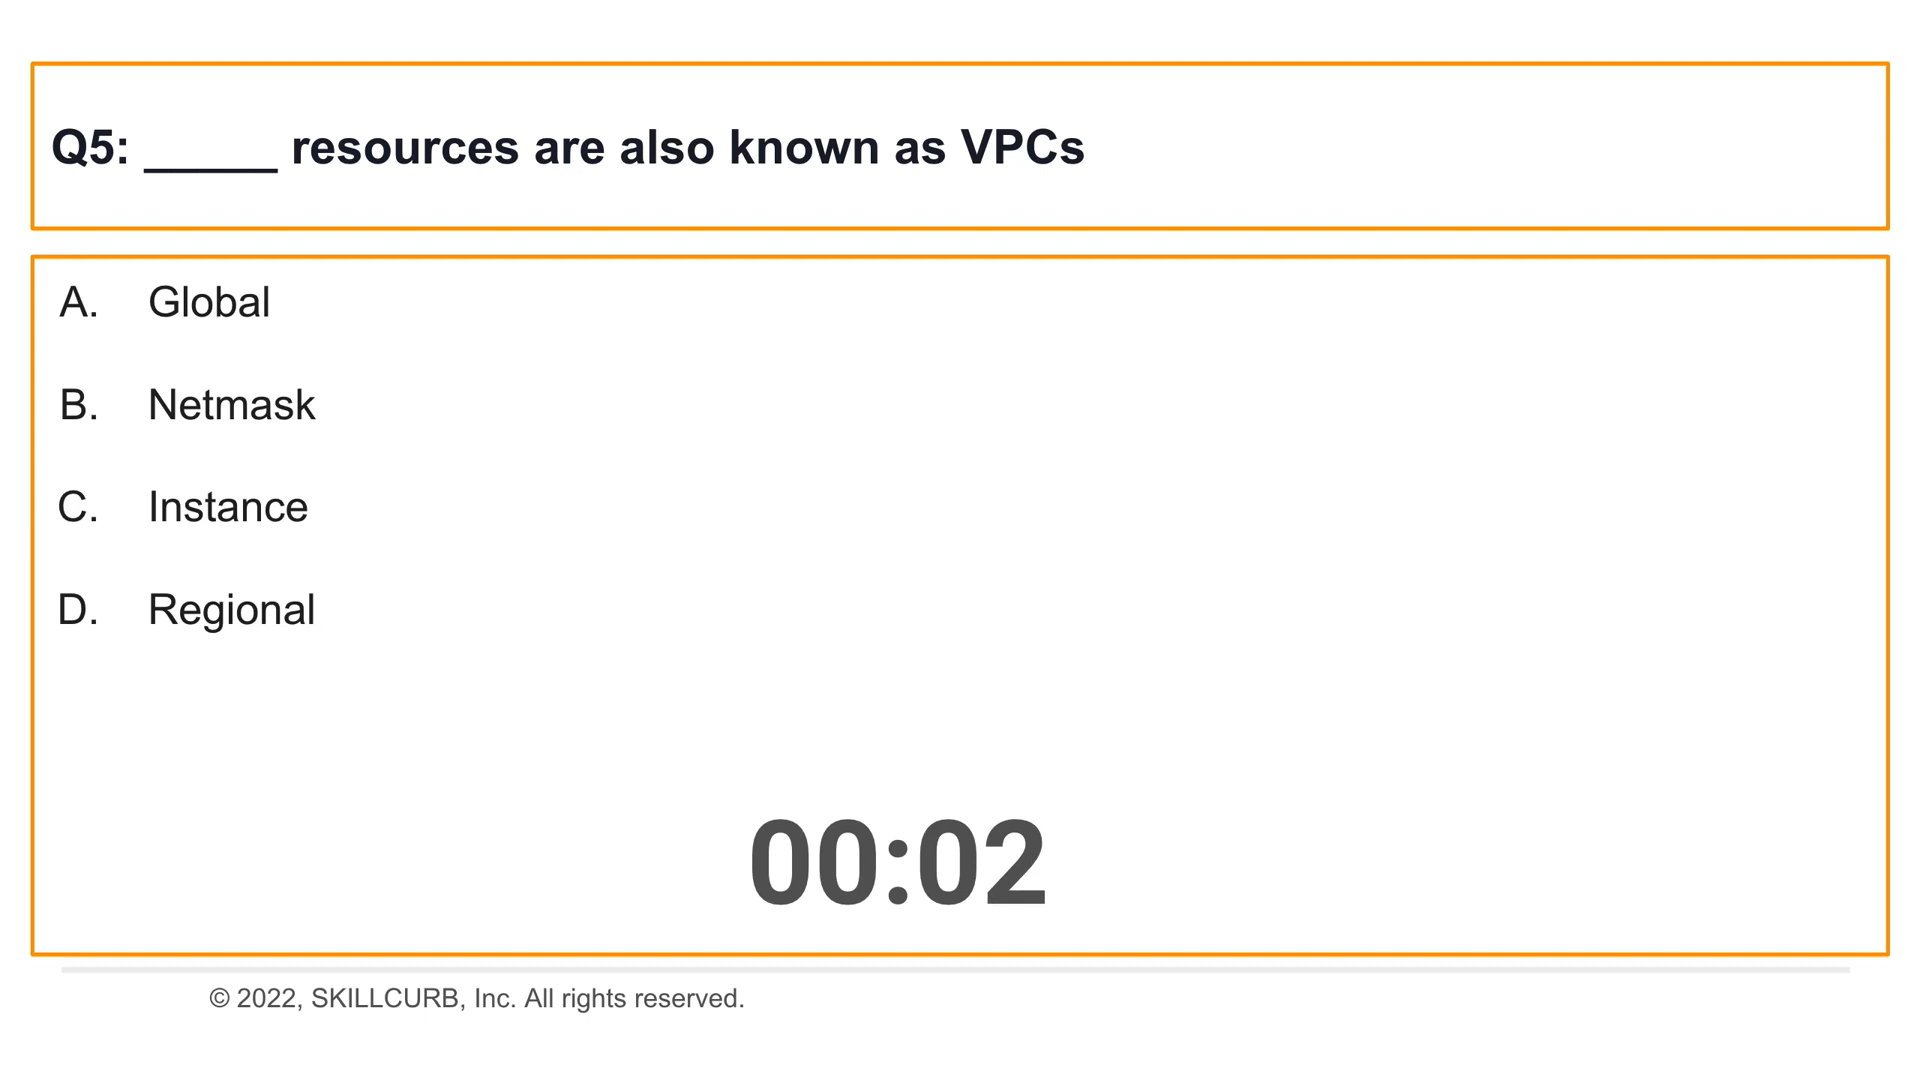 Q5: _____ resources are also known as VPCs
A. Global
B. Netmask
C. Instance
D. Regional
00:02
© 2022, SKILLCURB, Inc. All rights reserved.